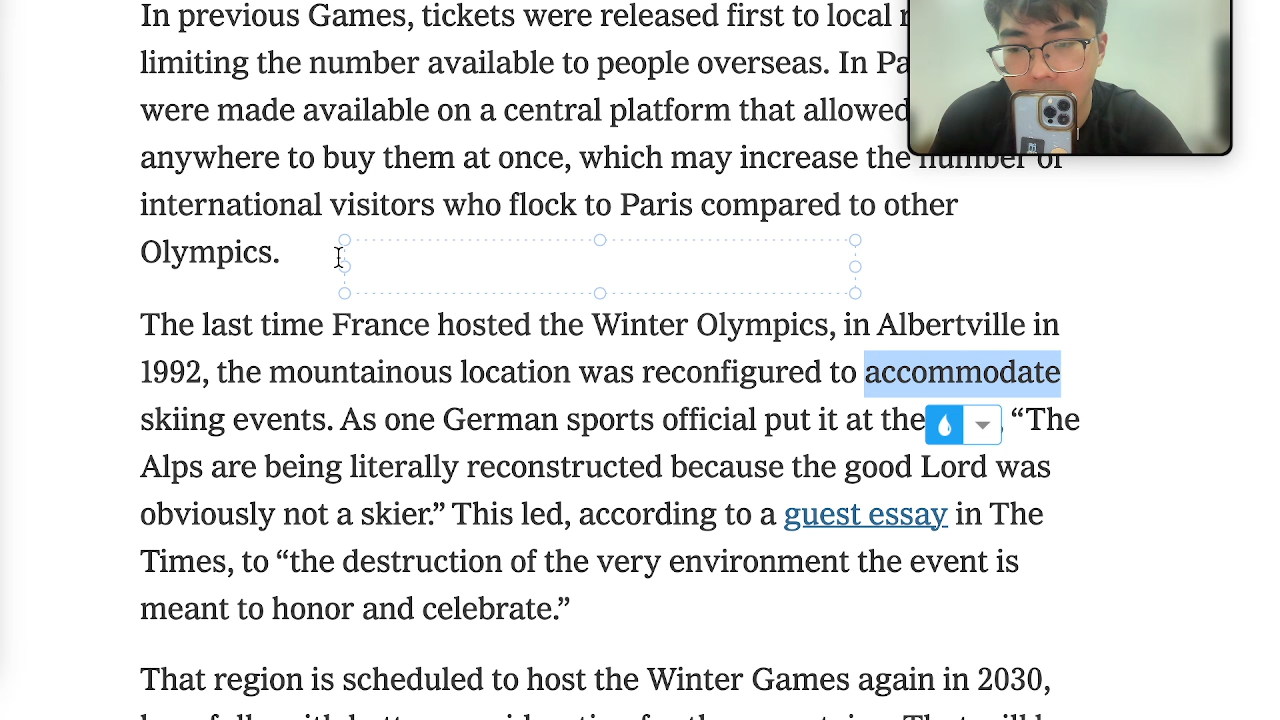 In previous Games, tickets were released first to local
limiting the number available to people overseas. In
were made available on a central platform that allowed
anywhere to buy them at once, which may increase the number of
international visitors who flock to Paris compared to other
Olympics.
The last time France hosted the Winter Olympics, in Albertville in
1992, the mountainous location was reconfigured to accommodate
skiing events. As one German sports official put it at the “The
Alps are being literally reconstructed because the good Lord was
obviously not a skier.” This led, according to a guest essay in The
Times, to “the destruction of the very environment the event is
meant to honor and celebrate.”
That region is scheduled to host the Winter Games again in 2030,